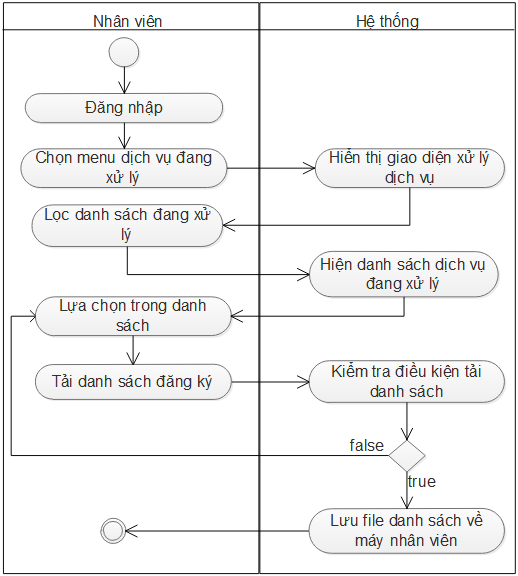 Nhân viên
Hệ thống
Đăng nhập
Chọn menu dịch vụ đang
xử lý
Hiển thị giao diện xử lý
dịch vụ
Lọc danh sách đang xử
lý
Hiện danh sách dịch vụ
đang xử lý
Lựa chọn trong danh
sách
Tải danh sách đăng ký
Kiểm tra điều kiện tải
danh sách
false
true
Lưu file danh sách về
máy nhân viên